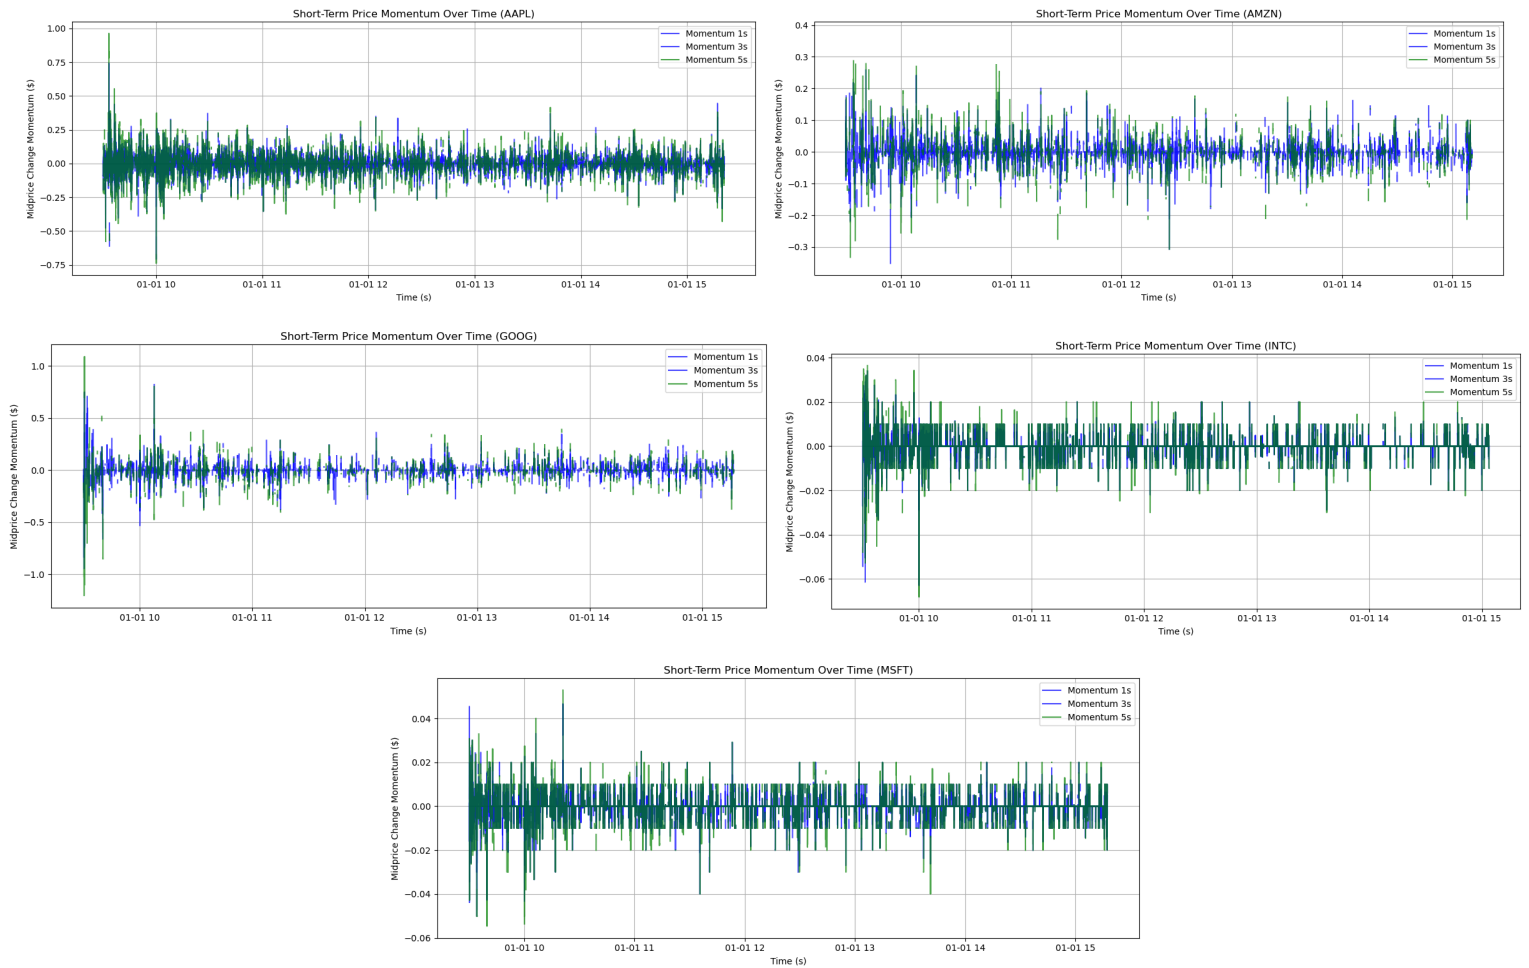 Short-Term Price Momentum Over Time (AAPL)
Momentum 1s
Momentum 3s
Momentum 5s
1.00
0.75
0.50
0.25
0.00
−0.25
−0.50
−0.75
Midprice Change Momentum ($)
01-01 10 01-01 11 01-01 12 01-01 13 01-01 14 01-01 15
Time (s)
Short-Term Price Momentum Over Time (AMZN)
Momentum 1s
Momentum 3s
Momentum 5s
0.4
0.3
0.2
0.1
0.0
−0.1
−0.2
−0.3
Midprice Change Momentum ($)
01-01 10 01-01 11 01-01 12 01-01 13 01-01 14 01-01 15
Time (s)
Short-Term Price Momentum Over Time (GOOG)
Momentum 1s
Momentum 3s
Momentum 5s
1.0
0.5
0.0
−0.5
−1.0
Midprice Change Momentum ($)
01-01 10 01-01 11 01-01 12 01-01 13 01-01 14 01-01 15
Time (s)
Short-Term Price Momentum Over Time (INTC)
Momentum 1s
Momentum 3s
Momentum 5s
0.04
0.02
0.00
−0.02
−0.04
−0.06
Midprice Change Momentum ($)
01-01 10 01-01 11 01-01 12 01-01 13 01-01 14 01-01 15
Time (s)
Short-Term Price Momentum Over Time (MSFT)
Momentum 1s
Momentum 3s
Momentum 5s
0.04
0.02
0.00
−0.02
−0.04
−0.06
Midprice Change Momentum ($)
01-01 10 01-01 11 01-01 12 01-01 13 01-01 14 01-01 15
Time (s)